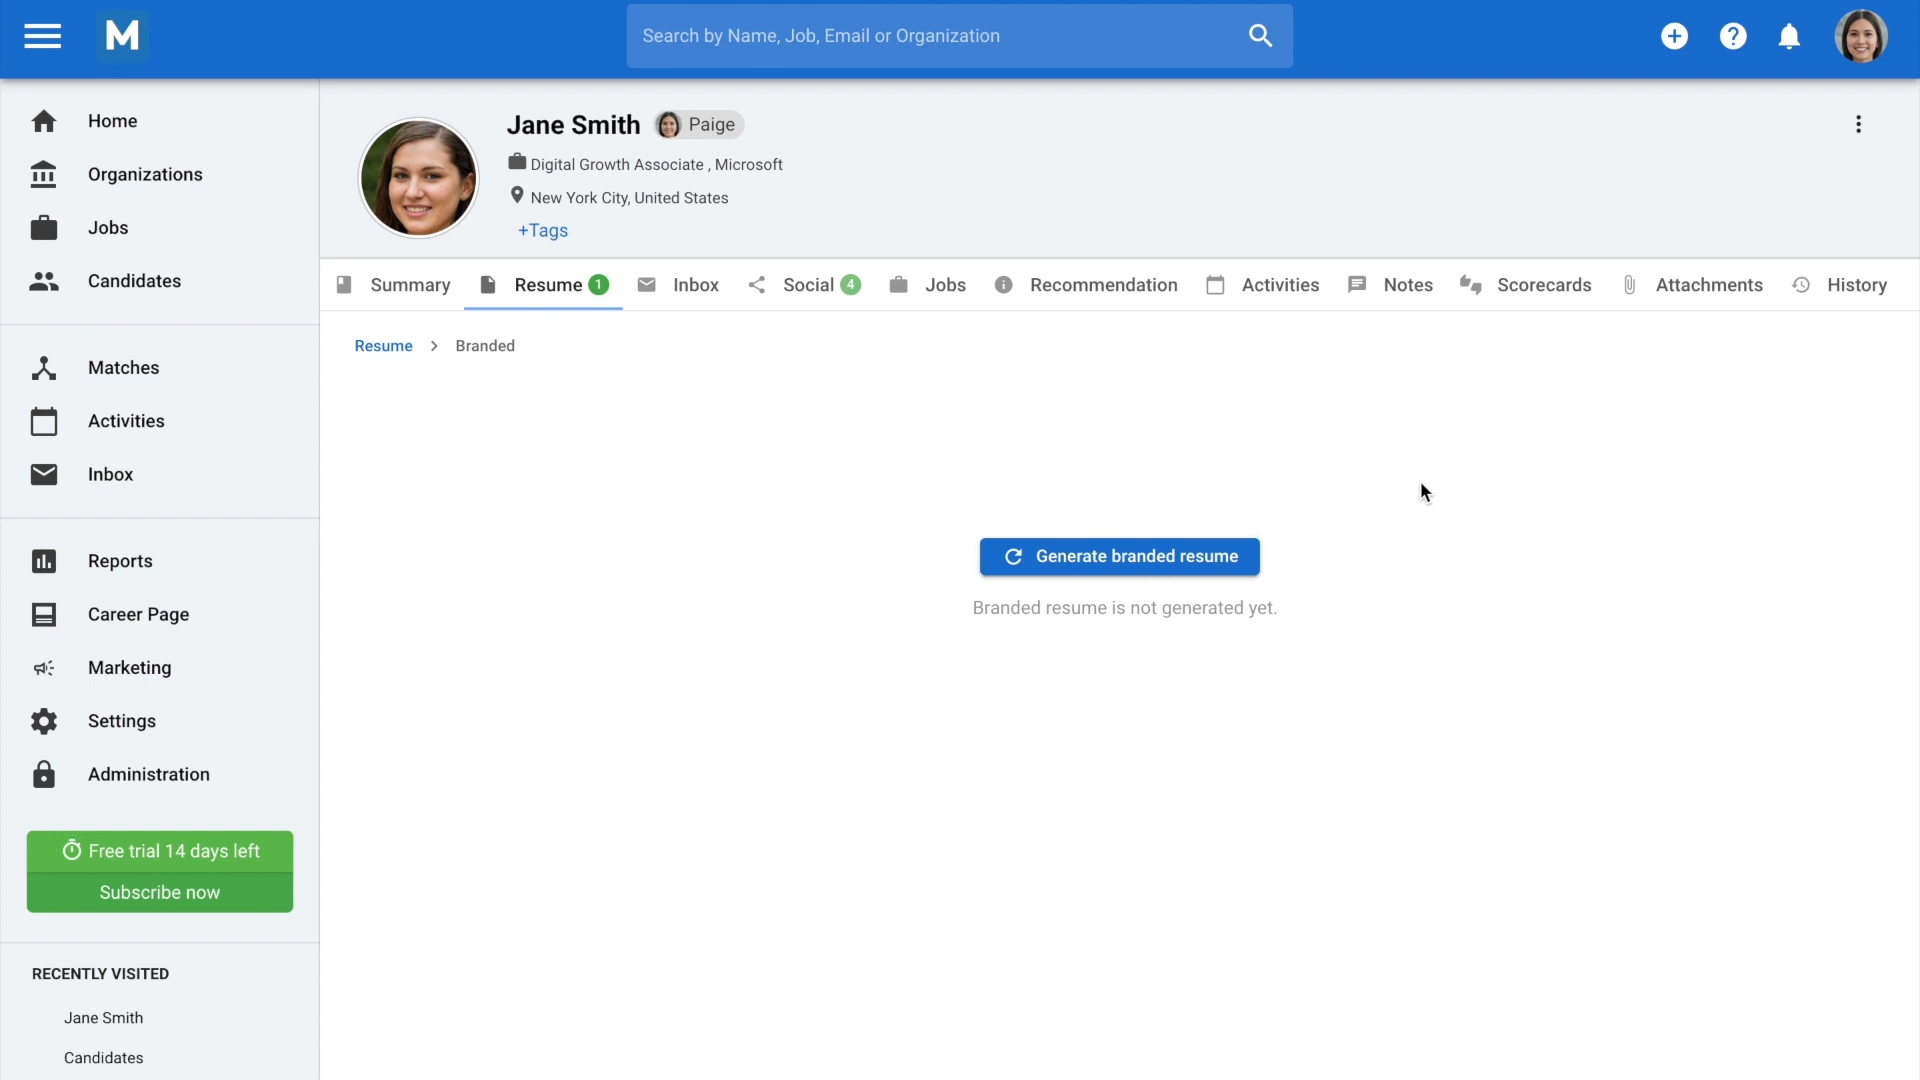 M
Search by Name, Job, Email or Organization
Home
Organizations
Jobs
Candidates
Matches
Activities
Inbox
Reports
Career Page
Marketing
Settings
Administration
Free trial 14 days left
Subscribe now
RECENTLY VISITED
Jane Smith
Candidates
Jane Smith Paige
Digital Growth Associate , Microsoft
New York City, United States
+Tags
Summary Resume 1 Inbox Social 4 Jobs Recommendation Activities Notes Scorecards Attachments History
Resume > Branded
Generate branded resume
Branded resume is not generated yet.